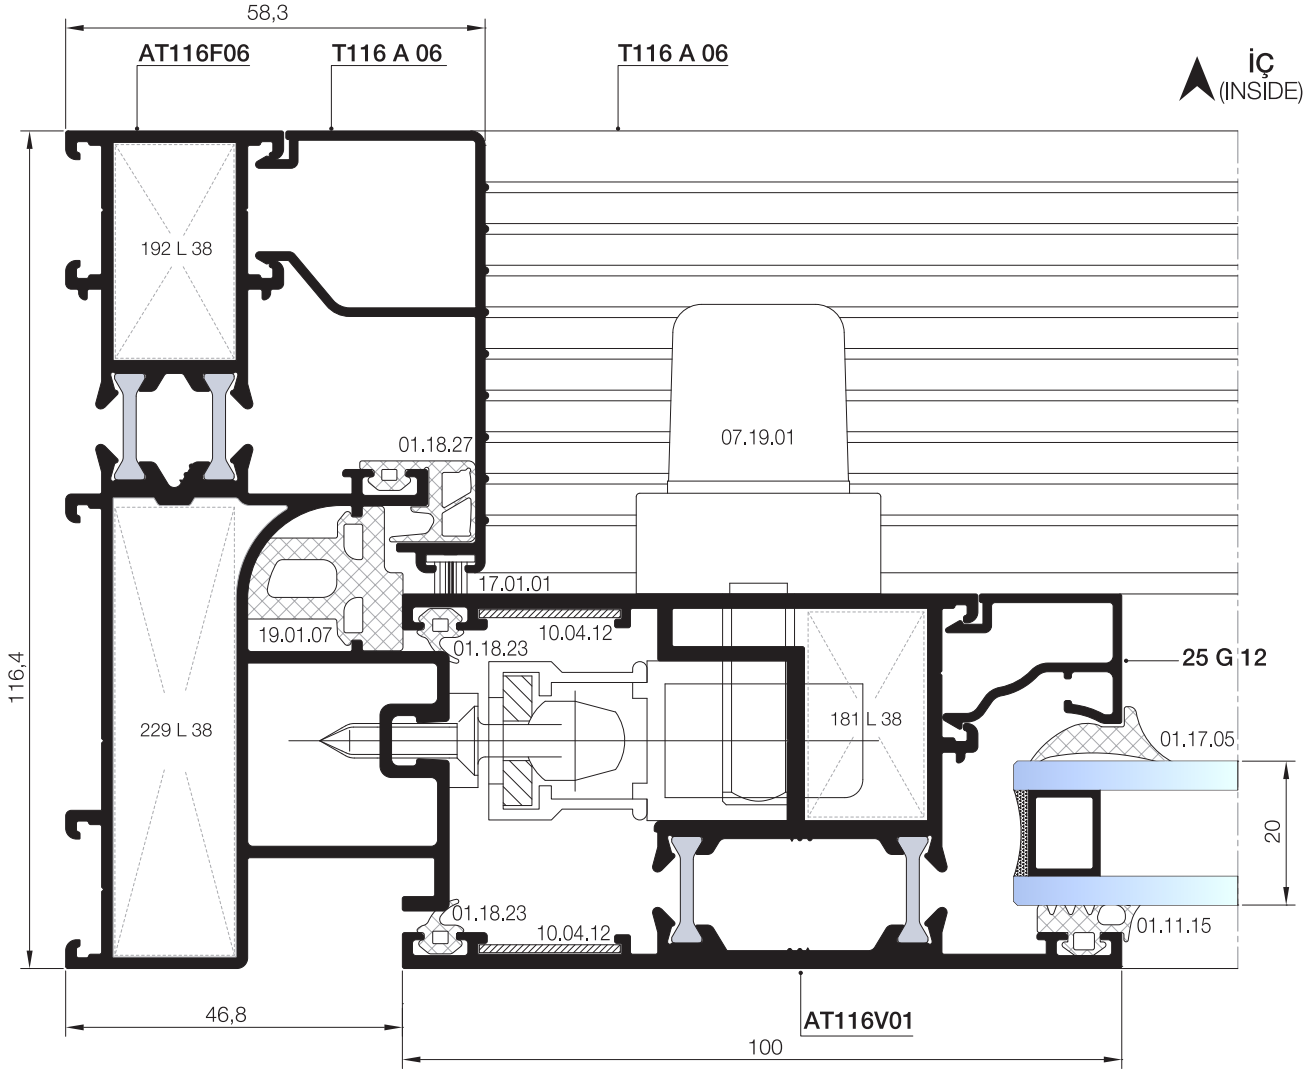 58,3
AT116F06
T116 A 06
T116 A 06
İÇ
(INSIDE)
192 L 38
01.18.27
07.19.01
17.01.01
19.01.07
01.18.23
10.04.12
116,4
25 G 12
229 L 38
181 L 38
01.17.05
20
01.18.23
10.04.12
01.11.15
46,8
AT116V01
100